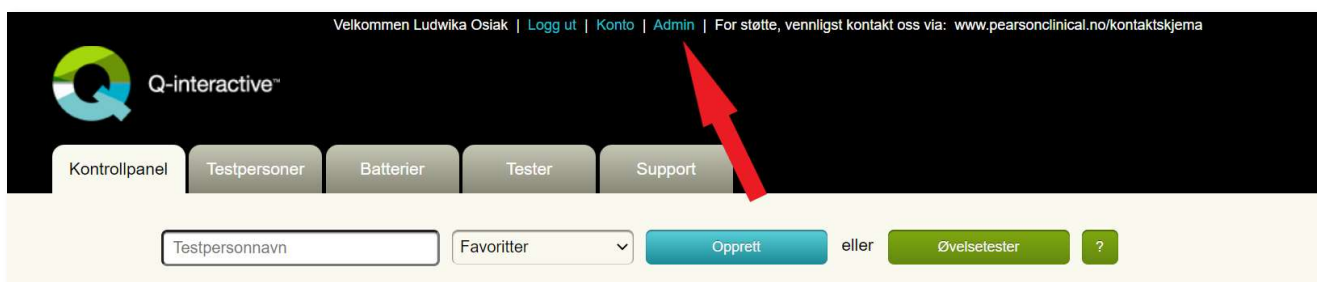 Velkommen Ludwika Osiak | Logg ut | Konto | Admin | For støtte, vennligst kontakt oss via: www.pearsonclinical.no/kontaktskjema
Q-interactive™
Kontrollpanel Testpersoner Batterier Tester Support
Testpersonnavn Favoritter Opprett eller Øvelsetester ?